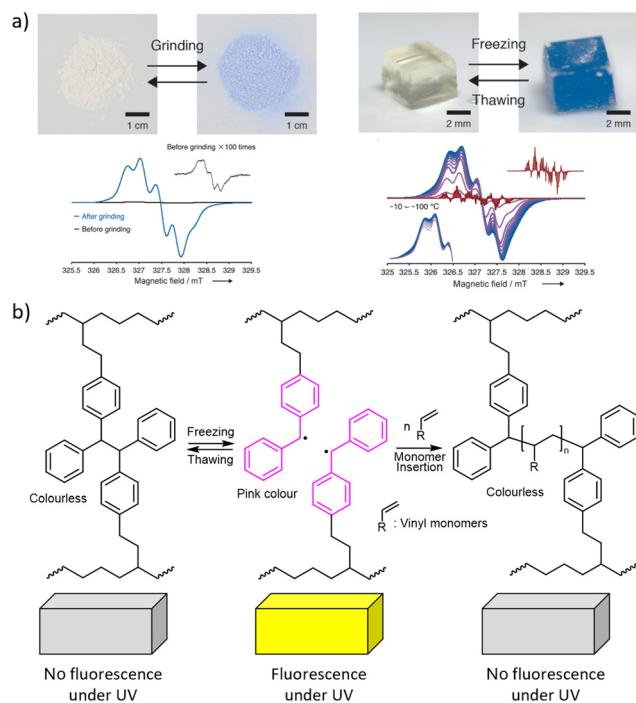 a)
Grinding
1 cm
1 cm
Freezing
Thawing
2 mm
2 mm
Before grinding ×100 times
After grinding
Before grinding
325.5 326 326.5 327 327.5 328 328.5 329 329.5
Magnetic field / mT
−10 ~ −100 °C
325 325.5 326 326.5 327 327.5 328 328.5 329 329.5
Magnetic field / mT
b)
Freezing
Thawing
n
R
Monomer
Insertion
n
R
Colourless
Pink colour
Colourless
R : Vinyl monomers
No fluorescence
under UV
Fluorescence
under UV
No fluorescence
under UV